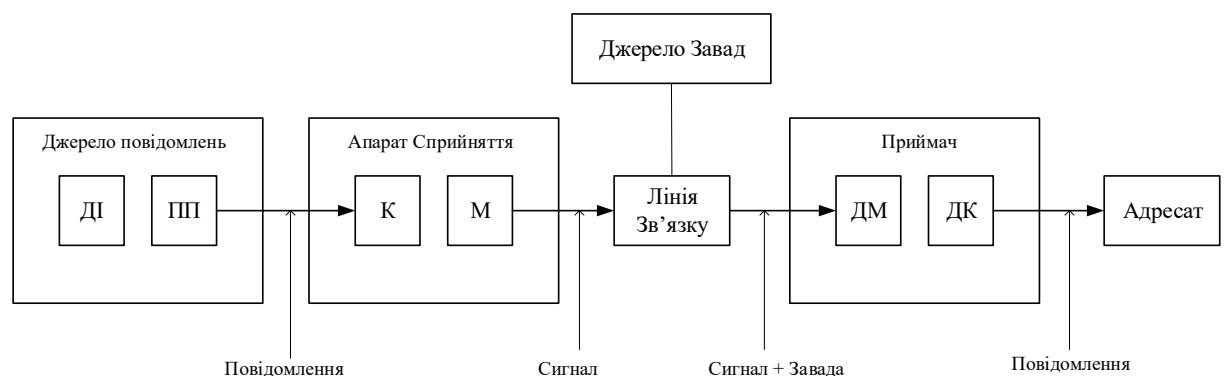 Джерело Завад
Джерело повідомлень
Апарат Сприйняття
Приймач
ДІ
ПП
К
М
Лінія
Зв’язку
ДМ
ДК
Адресат
Повідомлення
Сигнал
Сигнал + Завада
Повідомлення